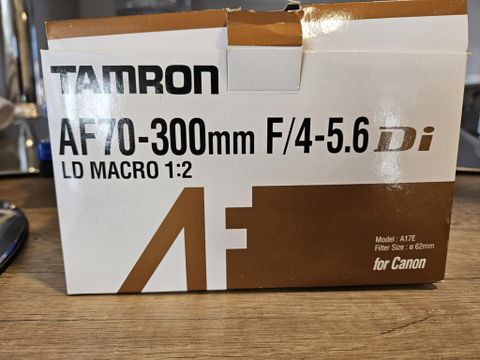 TAMRON
AF70-300mm F/4-5.6 Di
LD MACRO 1:2
AF
Model : A17E
Filter Size : ø 62mm
for Canon